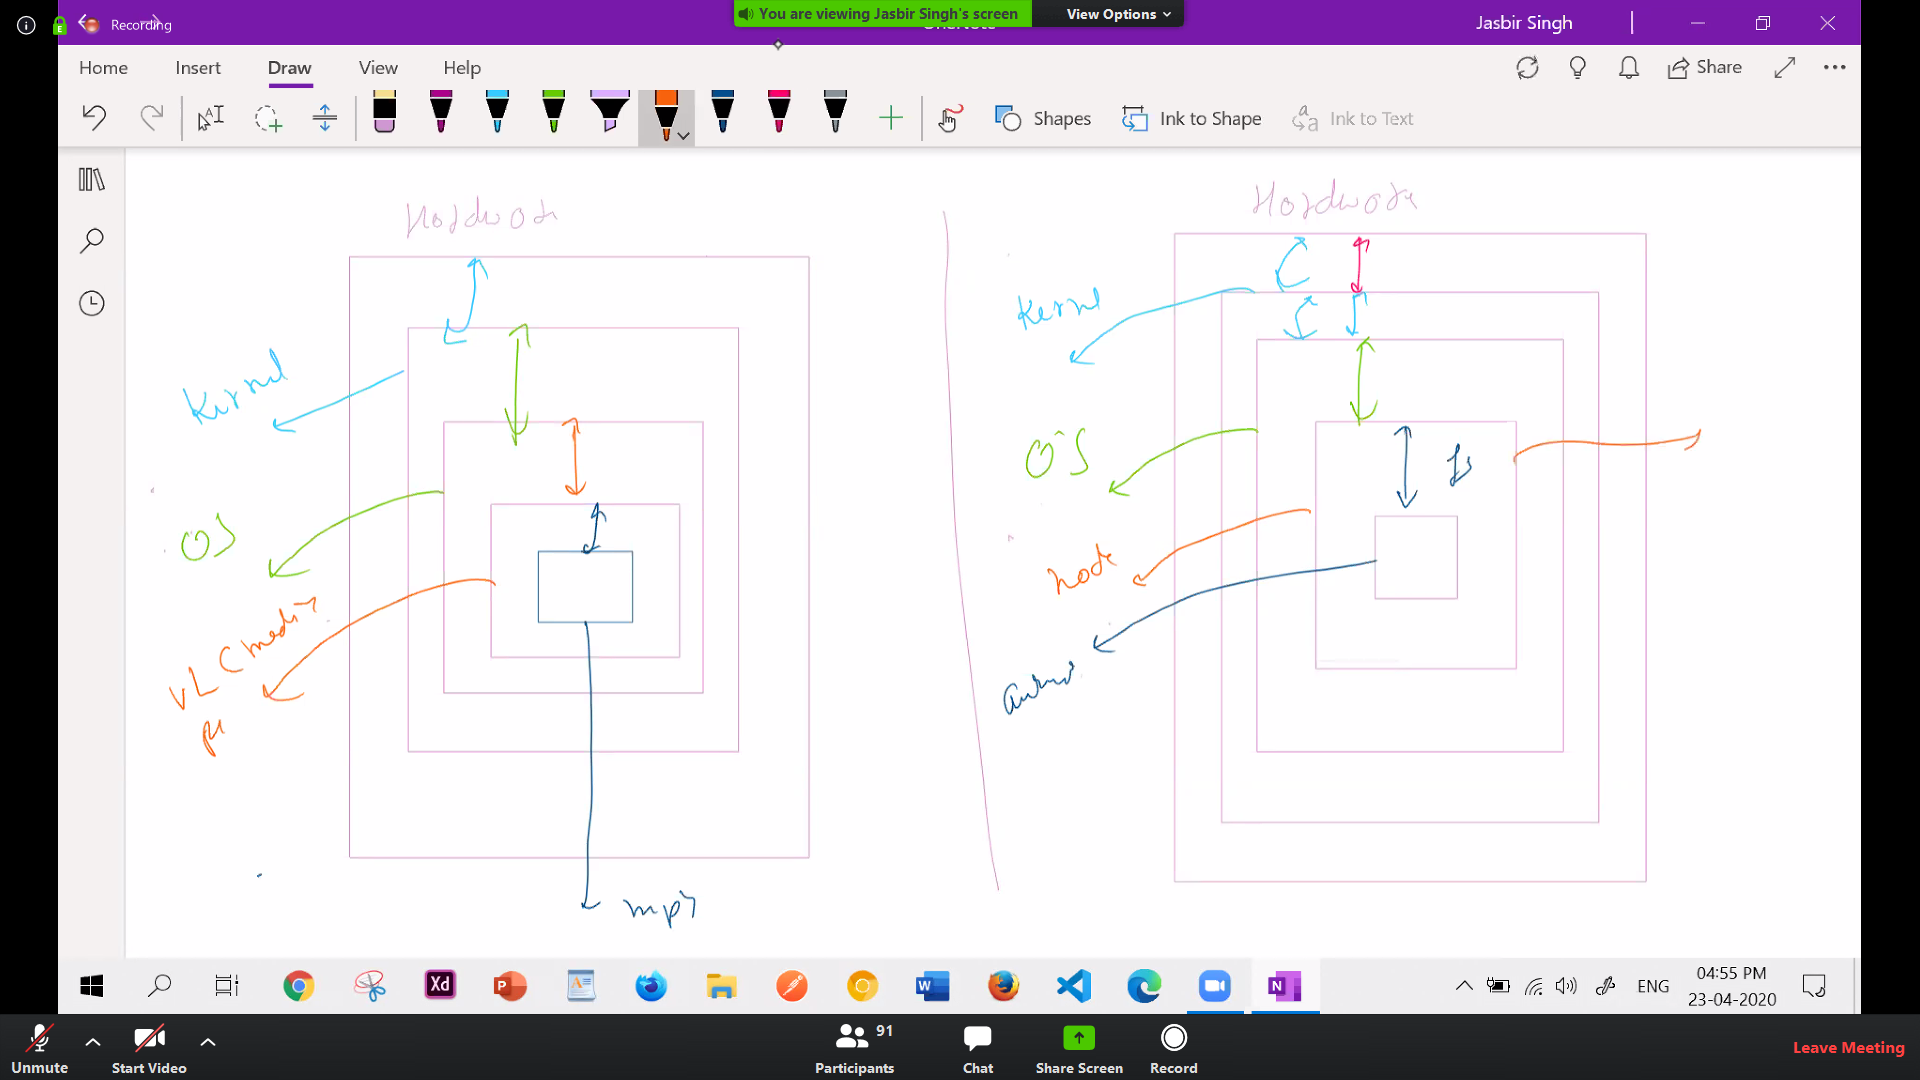 Recording
You are viewing Jasbir Singh's screen
View Options
Jasbir Singh
Home
Insert
Draw
View
Help
Share
Shapes
Ink to Shape
Ink to Text
Kernel
OS
mp3
Kernel
OS
node
js
Xd
ENG
04:55 PM
23-04-2020
Unmute
Start Video
Participants
91
Chat
Share Screen
Record
Leave Meeting